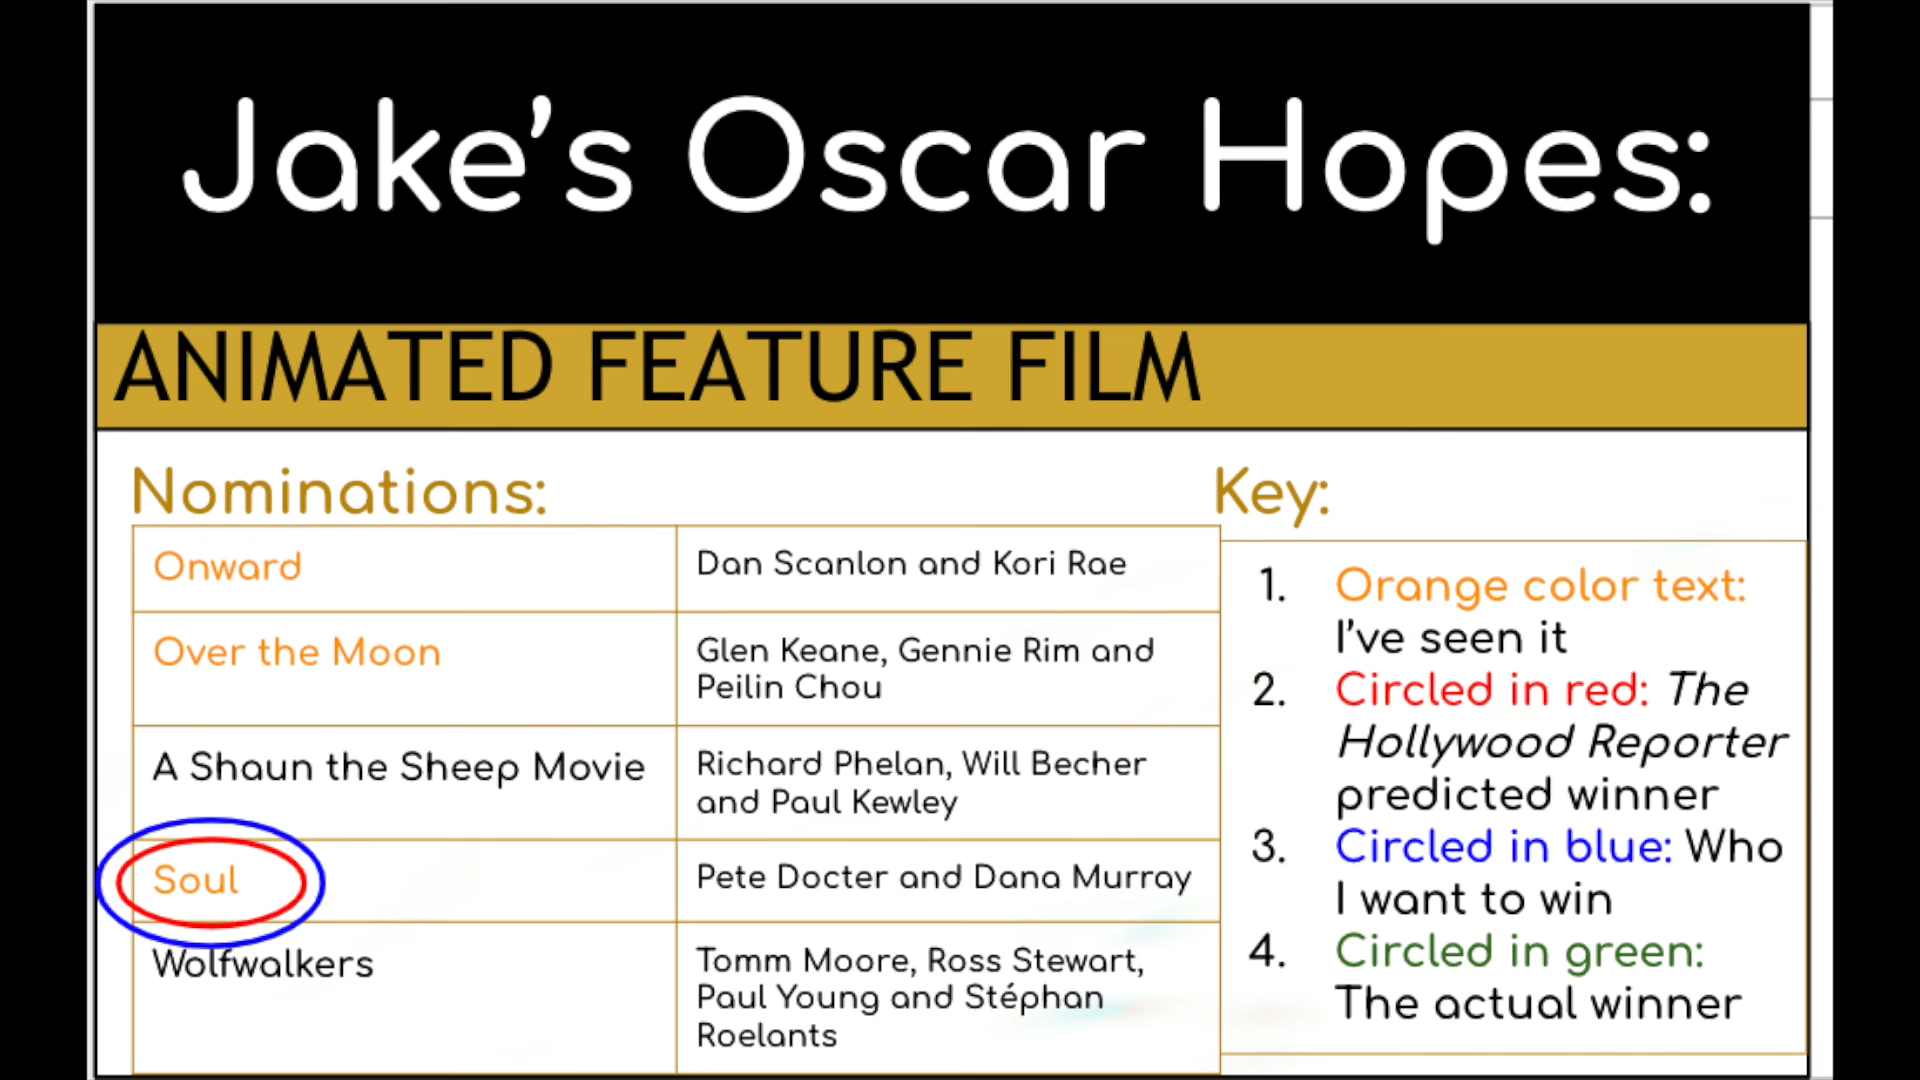 Jake's Oscar Hopes:
ANIMATED FEATURE FILM
Nominations:
Onward
Dan Scanlon and Kori Rae
Over the Moon
Glen Keane, Gennie Rim and
Peilin Chou
A Shaun the Sheep Movie
Richard Phelan, Will Becher
and Paul Kewley
Soul
Pete Docter and Dana Murray
Wolfwalkers
Tomm Moore, Ross Stewart,
Paul Young and Stéphan
Roelants
Key:
1. Orange color text:
I've seen it
2. Circled in red: The
Hollywood Reporter
predicted winner
3. Circled in blue: Who
I want to win
4. Circled in green:
The actual winner